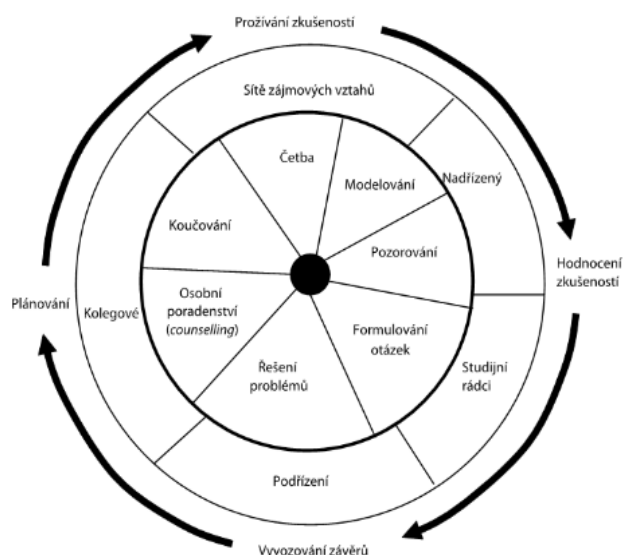 Prožívání zkušeností
Sítě zájmových vztahů
Četba
Modelování
Nadřízený
Koučování
Pozorování
Hodnocení
zkušeností
Plánování
Kolegové
Osobní
poradenství
(counselling)
Formulování
otázek
Řešení
problémů
Studijní
rádci
Podřízení
Vyvozování závěrů